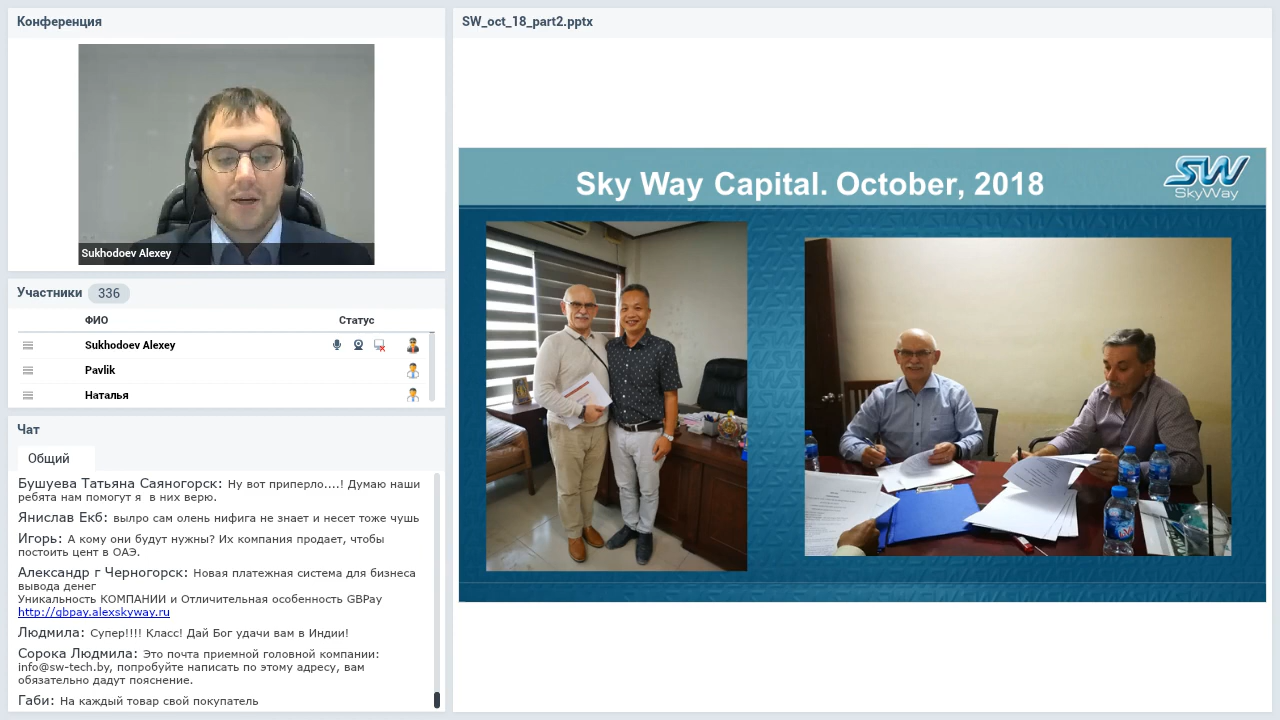 Конференция
Sukhodoev Alexey
Участники 336
ФИО Статус
Sukhodoev Alexey
Pavlik
Наталья
Чат
Общий
Бушуева Татьяна Саяногорск: Ну вот приперло....! Думаю наши
ребята нам помогут я в них верю.
Янислав Екб: Митро сам олень нифига не знает и несет тоже чушь
Игорь: А кому они будут нужны? Их компания продает, чтобы
постоить цент в ОАЭ.
Александр г Черногорск: Новая платежная система для бизнеса
вывода денег
Уникальность КОМПАНИИ и Отличительная особенность GBPay
http://gbpay.alexskyway.ru
Людмила: Супер!!!! Класс! Дай Бог удачи вам в Индии!
Сорока Людмила: Это почта приемной головной компании:
info@sw-tech.by, попробуйте написать по этому адресу, вам
обязательно дадут пояснение.
Габи: На каждый товар свой покупатель
SW_oct_18_part2.pptx
Sky Way Capital. October, 2018
SW
SkyWay